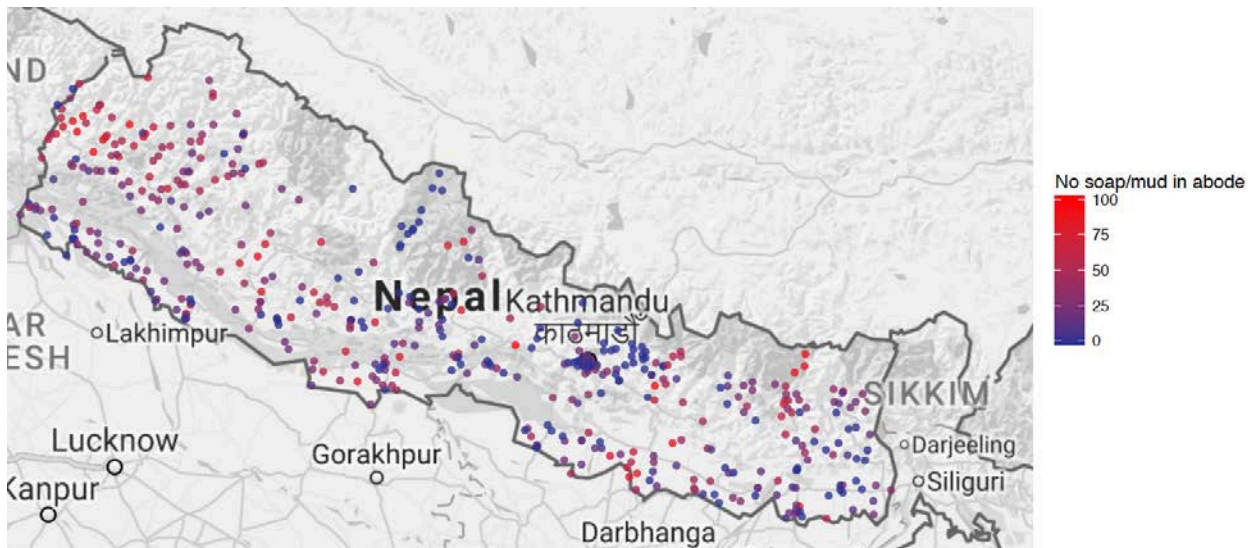 ND
Nepal
Kathmandu
काठमाडौं
AR
ESH
Lakhimpur
SIKKIM
Lucknow
Gorakhpur
Darjeeling
Kanpur
Siliguri
Darbhanga
No soap/mud in abode
100
75
50
25
0